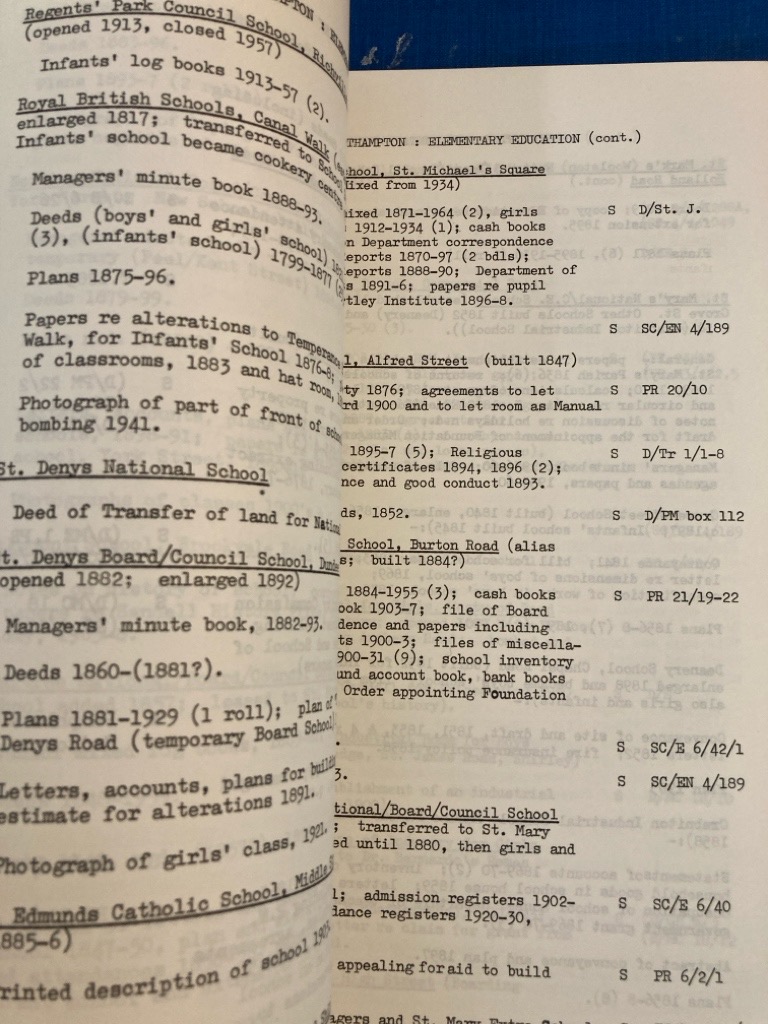 Regents' Park Council School,
(opened 1913, closed 1957)
Infants' log books 1913-57 (2).
Royal British Schools, Canal Walk
enlarged 1817; transferred to
Infants' school became cookery
Managers' minute book 1888-93.
Deeds (boys' and girls' school)
(3), (infants' school) 1799-1877
Plans 1875-96.
Papers re alterations to
Walk, for Infants' School 1876-8;
of classrooms, 1883 and hat room,
Photograph of part of front of
bombing 1941.
St. Denys National School
Deed of Transfer of land for
t. Denys Board/Council School,
opened 1882; enlarged 1892)
Managers' minute book, 1882-93.
Deeds 1860-(1881?).
Plans 1881-1929 (1 roll); plan of
Denys Road (temporary Board School
Letters, accounts, plans for
estimate for alterations 1891.
Photograph of girls' class, 1921.
Edmunds Catholic School,
885-6)
rinted description of school
THAMPTON : ELEMENTARY EDUCATION (cont.)
hool, St. Michael's Square
ixed from 1934)
ixed 1871-1964 (2), girls S D/St. J.
1912-1934 (1); cash books
n Department correspondence
eports 1870-97 (2 bdls);
eports 1888-90; Department of
s 1891-6; papers re pupil
tley Institute 1896-8.
S SC/EN 4/189
l, Alfred Street (built 1847)
ty 1876; agreements to let S PR 20/10
rd 1900 and to let room as Manual
1895-7 (5); Religious S D/Tr 1/1-8
certificates 1894, 1896 (2);
nce and good conduct 1893.
ds, 1852. S D/PM box 112
School, Burton Road (alias
s; built 1884?)
1884-1955 (3); cash books S PR 21/19-22
ook 1903-7; file of Board
dence and papers including
ts 1900-3; files of miscella-
900-31 (9); school inventory
und account book, bank books
Order appointing Foundation
. S SC/E 6/42/1
3. S SC/EN 4/189
tional/Board/Council School
; transferred to St. Mary
ed until 1880, then girls and
l; admission registers 1902- S SC/E 6/40
dance registers 1920-30,
appealing for aid to build S PR 6/2/1
agers and St. Mary